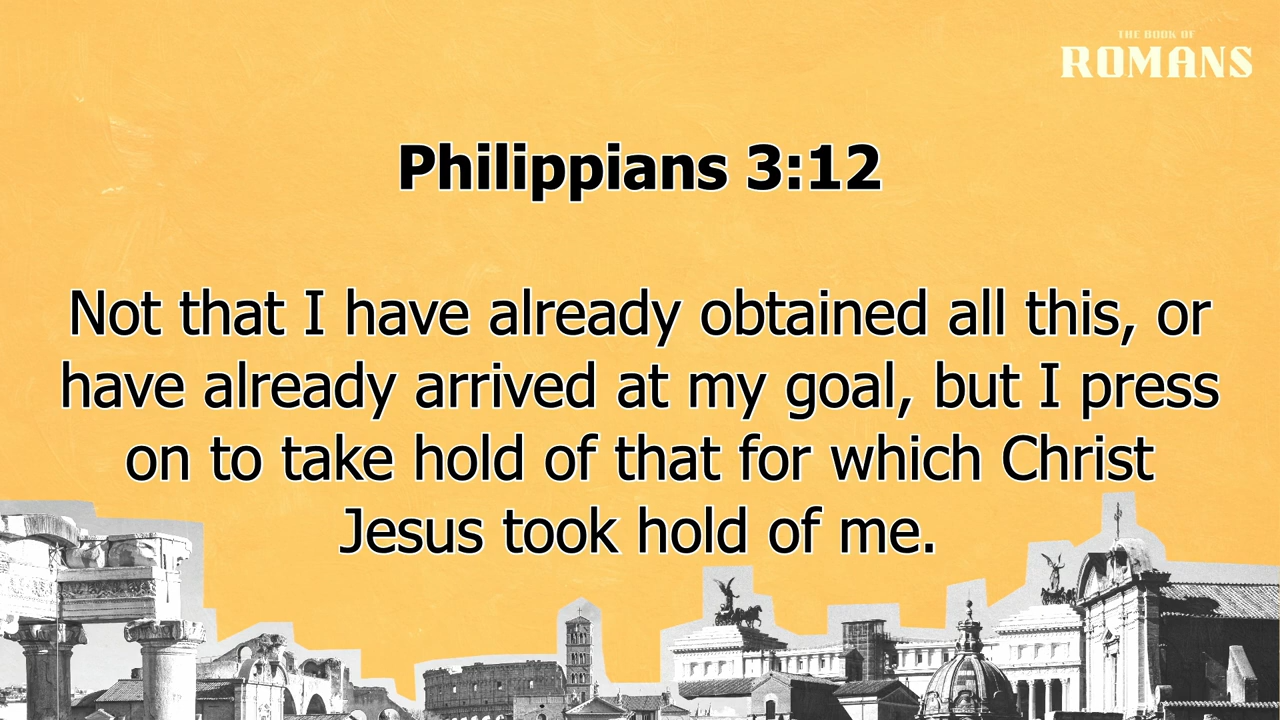 THE BOOK OF
ROMANS
Philippians 3:12
Not that I have already obtained all this, or
have already arrived at my goal, but I press
on to take hold of that for which Christ
Jesus took hold of me.